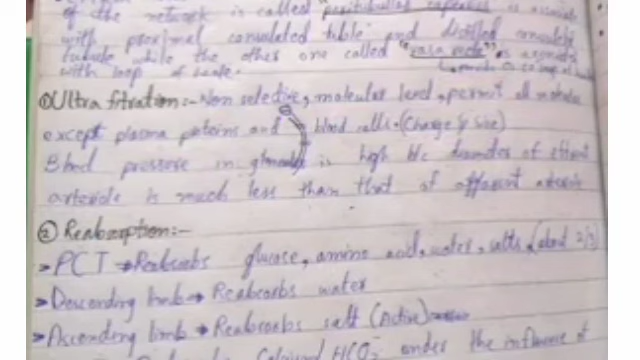 of the network is called "peritubular capillaries" is associate
with proximal convoluted tubule and distal convoluted
tubule while the other one called "vasa recta" is associate
with loop of henle.
① Ultra filtration:- Non selective, molecular level, permit all molecules
except plasma proteins and blood cells. (Charge & size)
Blood pressure in glomerulus is high b/c diameter of efferent
arteriole is much less than that of afferent arteriole
② Reabsorption:-
➤ PCT → Reabsorbs glucose, amino acid, water, salts (about 2/3)
➤ Descending limb → Reabsorbs water
➤ Ascending limb → Reabsorbs salt (Active)
HCO₃⁻ under the influence of